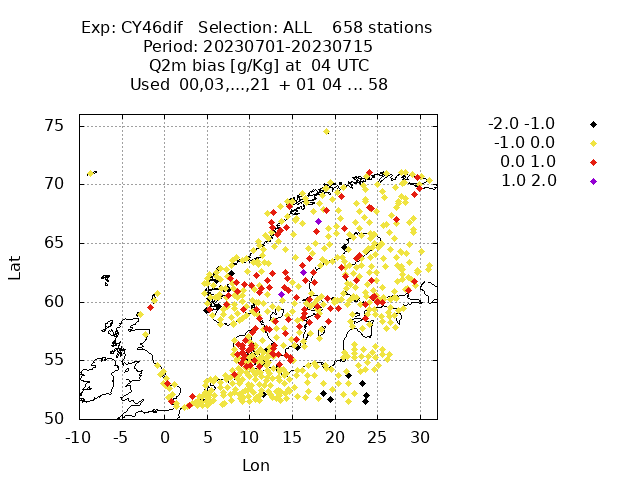 Exp: CY46dif   Selection: ALL    658 stations
Period: 20230701-20230715
Q2m bias [g/Kg] at  04 UTC
Used  00,03,...,21  + 01 04 ... 58
-2.0 -1.0
-1.0 0.0
0.0 1.0
1.0 2.0
75
70
65
60
55
50
Lat
-10 -5 0 5 10 15 20 25 30
Lon